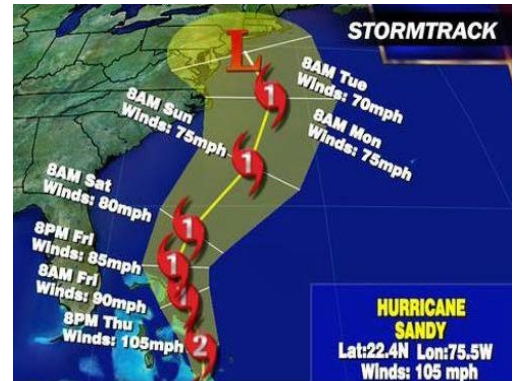 STORMTRACK
L
8AM Tue
Winds: 70mph
1
8AM Sun
Winds: 75mph
8AM Mon
Winds: 75mph
1
8AM Sat
Winds: 80mph
1
8PM Fri
Winds: 85mph
1
8AM Fri
Winds: 90mph
8PM Thu
Winds: 105mph
2
HURRICANE
SANDY
Lat:22.4N Lon:75.5W
Winds: 105 mph